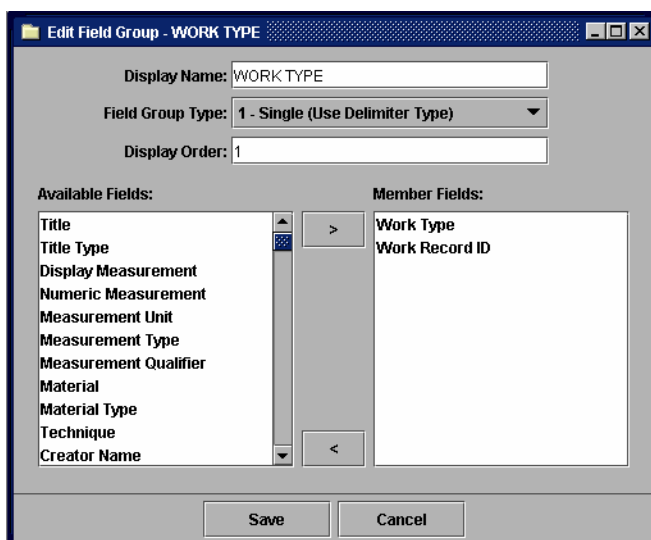 Edit Field Group - WORK TYPE
Display Name: WORK TYPE
Field Group Type: 1 - Single (Use Delimiter Type)
Display Order: 1
Available Fields:
Title
Title Type
Display Measurement
Numeric Measurement
Measurement Unit
Measurement Type
Measurement Qualifier
Material
Material Type
Technique
Creator Name
>
<
Member Fields:
Work Type
Work Record ID
Save Cancel